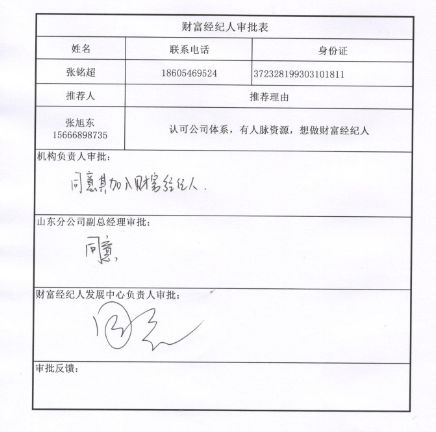 财富经纪人审批表
姓名 联系电话 身份证
张铭超 18605469524 372328199303101811
推荐人 推荐理由
张旭东 认可公司体系，有人脉资源，想做财富经纪人
15666898735
机构负责人审批：
同意其加入财富经纪人.
山东分公司副总经理审批：
同意.
财富经纪人发展中心负责人审批：
同意
审批反馈：